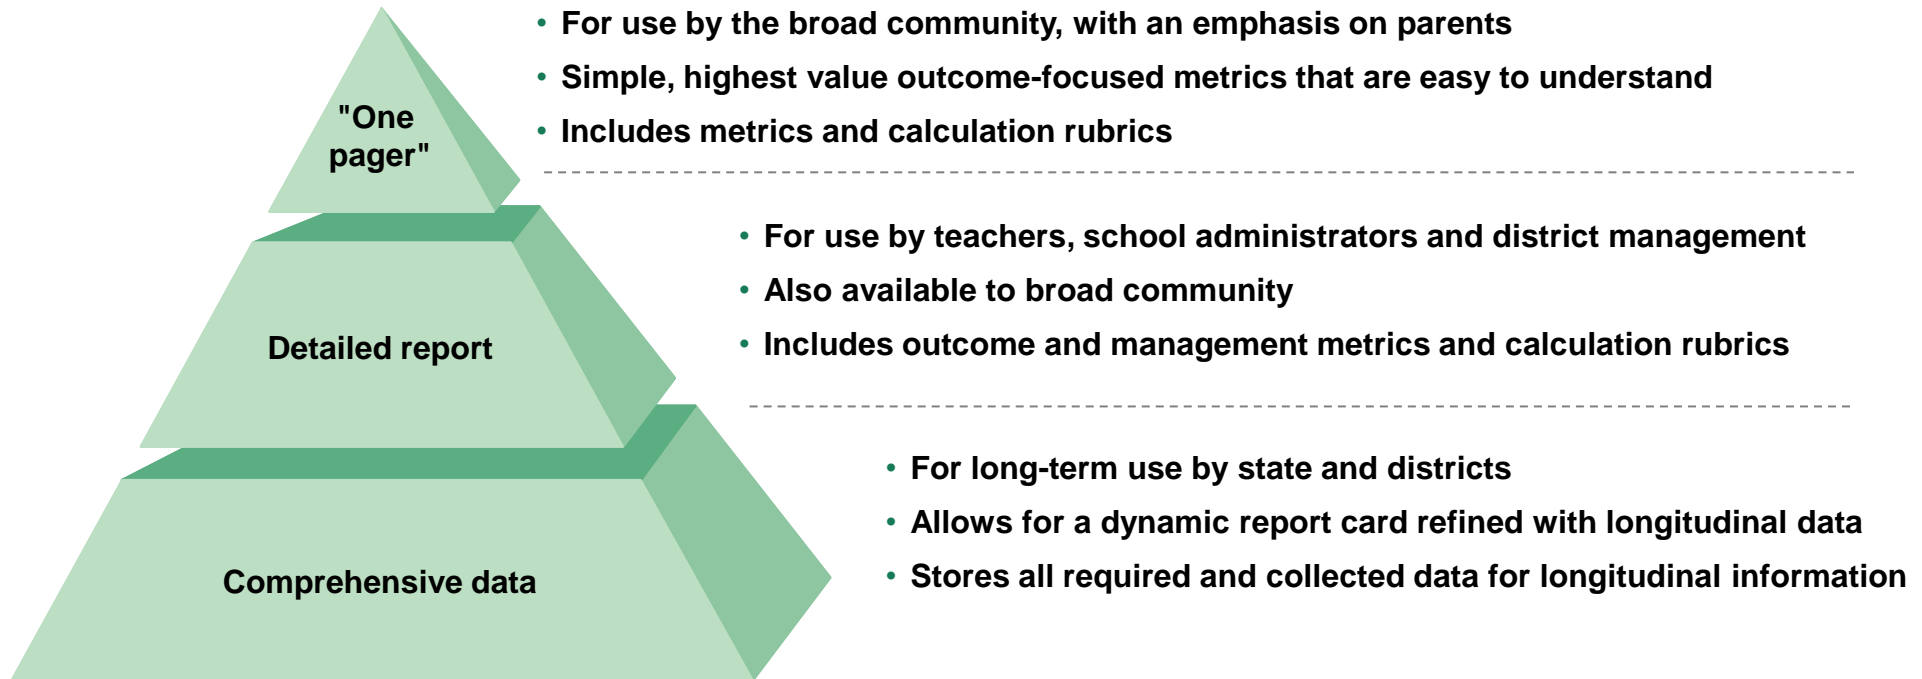 "One
pager"
• For use by the broad community, with an emphasis on parents
• Simple, highest value outcome-focused metrics that are easy to understand
• Includes metrics and calculation rubrics
Detailed report
• For use by teachers, school administrators and district management
• Also available to broad community
• Includes outcome and management metrics and calculation rubrics
Comprehensive data
• For long-term use by state and districts
• Allows for a dynamic report card refined with longitudinal data
• Stores all required and collected data for longitudinal information